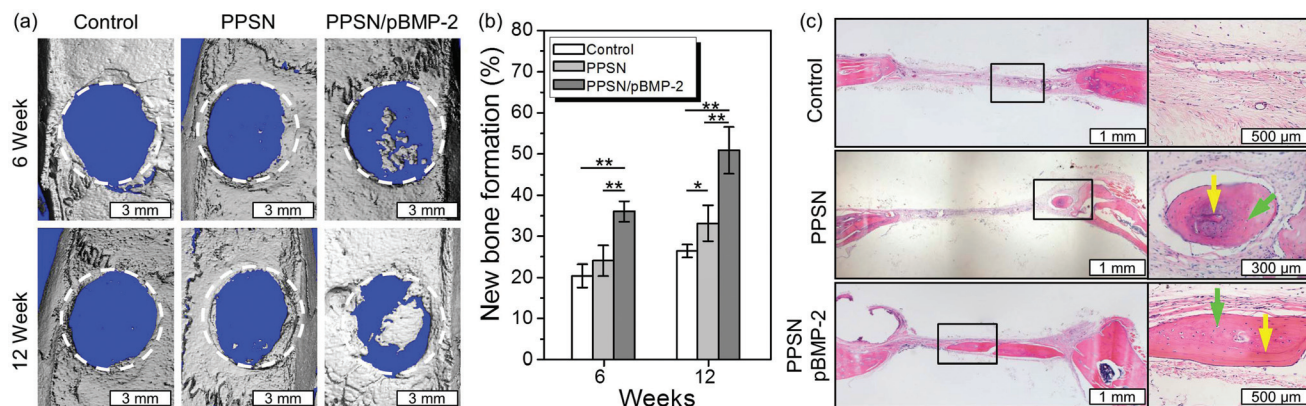 (a)
Control
PPSN
PPSN/pBMP-2
6 Week
3 mm
3 mm
3 mm
12 Week
3 mm
3 mm
3 mm
(b)
New bone formation (%)
80
70
60
50
40
30
20
10
0
Control
PPSN
PPSN/pBMP-2
**
**
**
**
*
6
12
Weeks
(c)
Control
1 mm
500 µm
PPSN
1 mm
300 µm
PPSN
pBMP-2
1 mm
500 µm